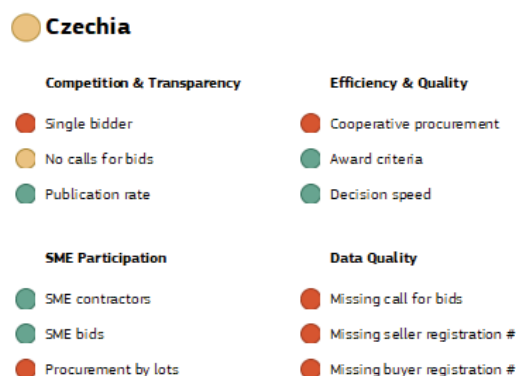 Czechia
Competition & Transparency
Single bidder
No calls for bids
Publication rate
Efficiency & Quality
Cooperative procurement
Award criteria
Decision speed
SME Participation
SME contractors
SME bids
Procurement by lots
Data Quality
Missing call for bids
Missing seller registration #
Missing buyer registration #